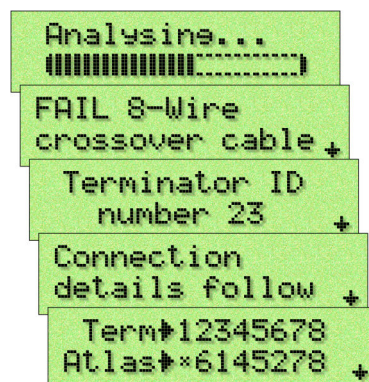 Analysing...
FAIL 8-Wire
crossover cable
Terminator ID
number 23
Connection
details follow
Term▶12345678
Atlas▶×6145278